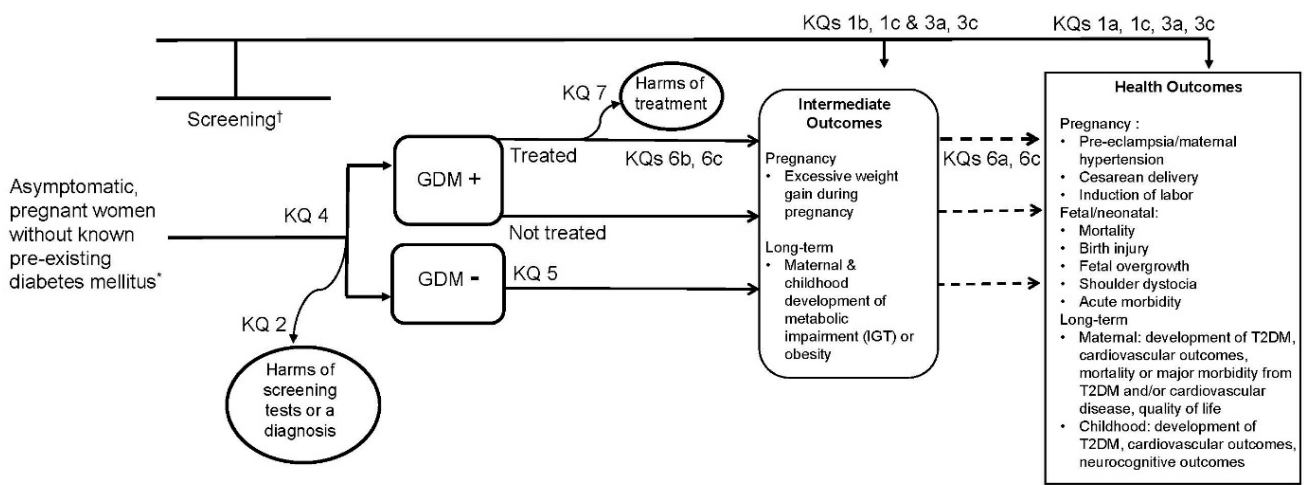 KQs 1b, 1c & 3a, 3c
KQs 1a, 1c, 3a, 3c
Screening†
Asymptomatic,
pregnant women
without known
pre-existing
diabetes mellitus*
KQ 4
KQ 2
Harms of
screening
tests or a
diagnosis
GDM +
GDM -
KQ 7
Harms of
treatment
Treated
KQs 6b, 6c
Not treated
KQ 5
Intermediate
Outcomes
Pregnancy
• Excessive weight
gain during
pregnancy
Long-term
• Maternal &
childhood
development of
metabolic
impairment (IGT) or
obesity
KQs 6a, 6c
Health Outcomes
Pregnancy :
• Pre-eclampsia/maternal
hypertension
• Cesarean delivery
• Induction of labor
Fetal/neonatal:
• Mortality
• Birth injury
• Fetal overgrowth
• Shoulder dystocia
• Acute morbidity
Long-term
• Maternal: development of T2DM,
cardiovascular outcomes,
mortality or major morbidity from
T2DM and/or cardiovascular
disease, quality of life
• Childhood: development of
T2DM, cardiovascular outcomes,
neurocognitive outcomes